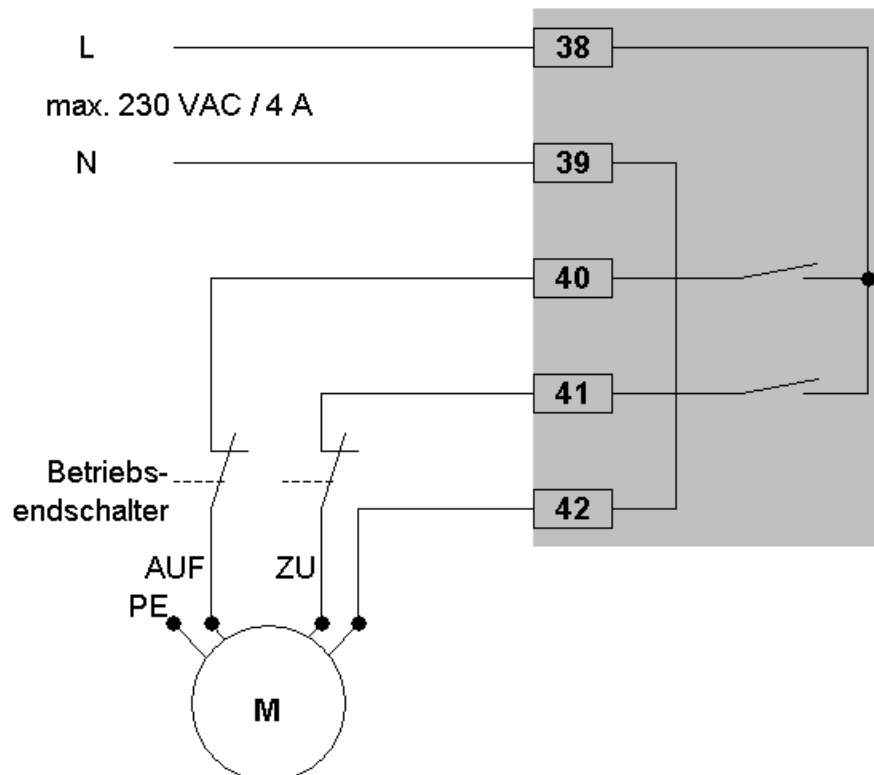 L
38
max. 230 VAC / 4 A
N
39
40
41
Betriebs-
endschalter
42
AUF
ZU
PE
M